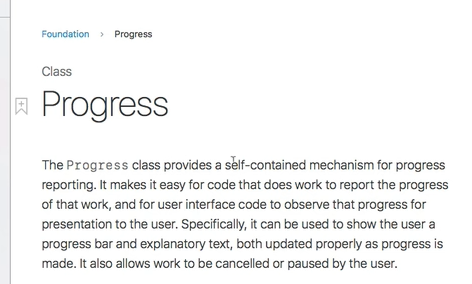 Foundation › Progress
Class
Progress
The Progress class provides a self-contained mechanism for progress
reporting. It makes it easy for code that does work to report the progress
of that work, and for user interface code to observe that progress for
presentation to the user. Specifically, it can be used to show the user a
progress bar and explanatory text, both updated properly as progress is
made. It also allows work to be cancelled or paused by the user.